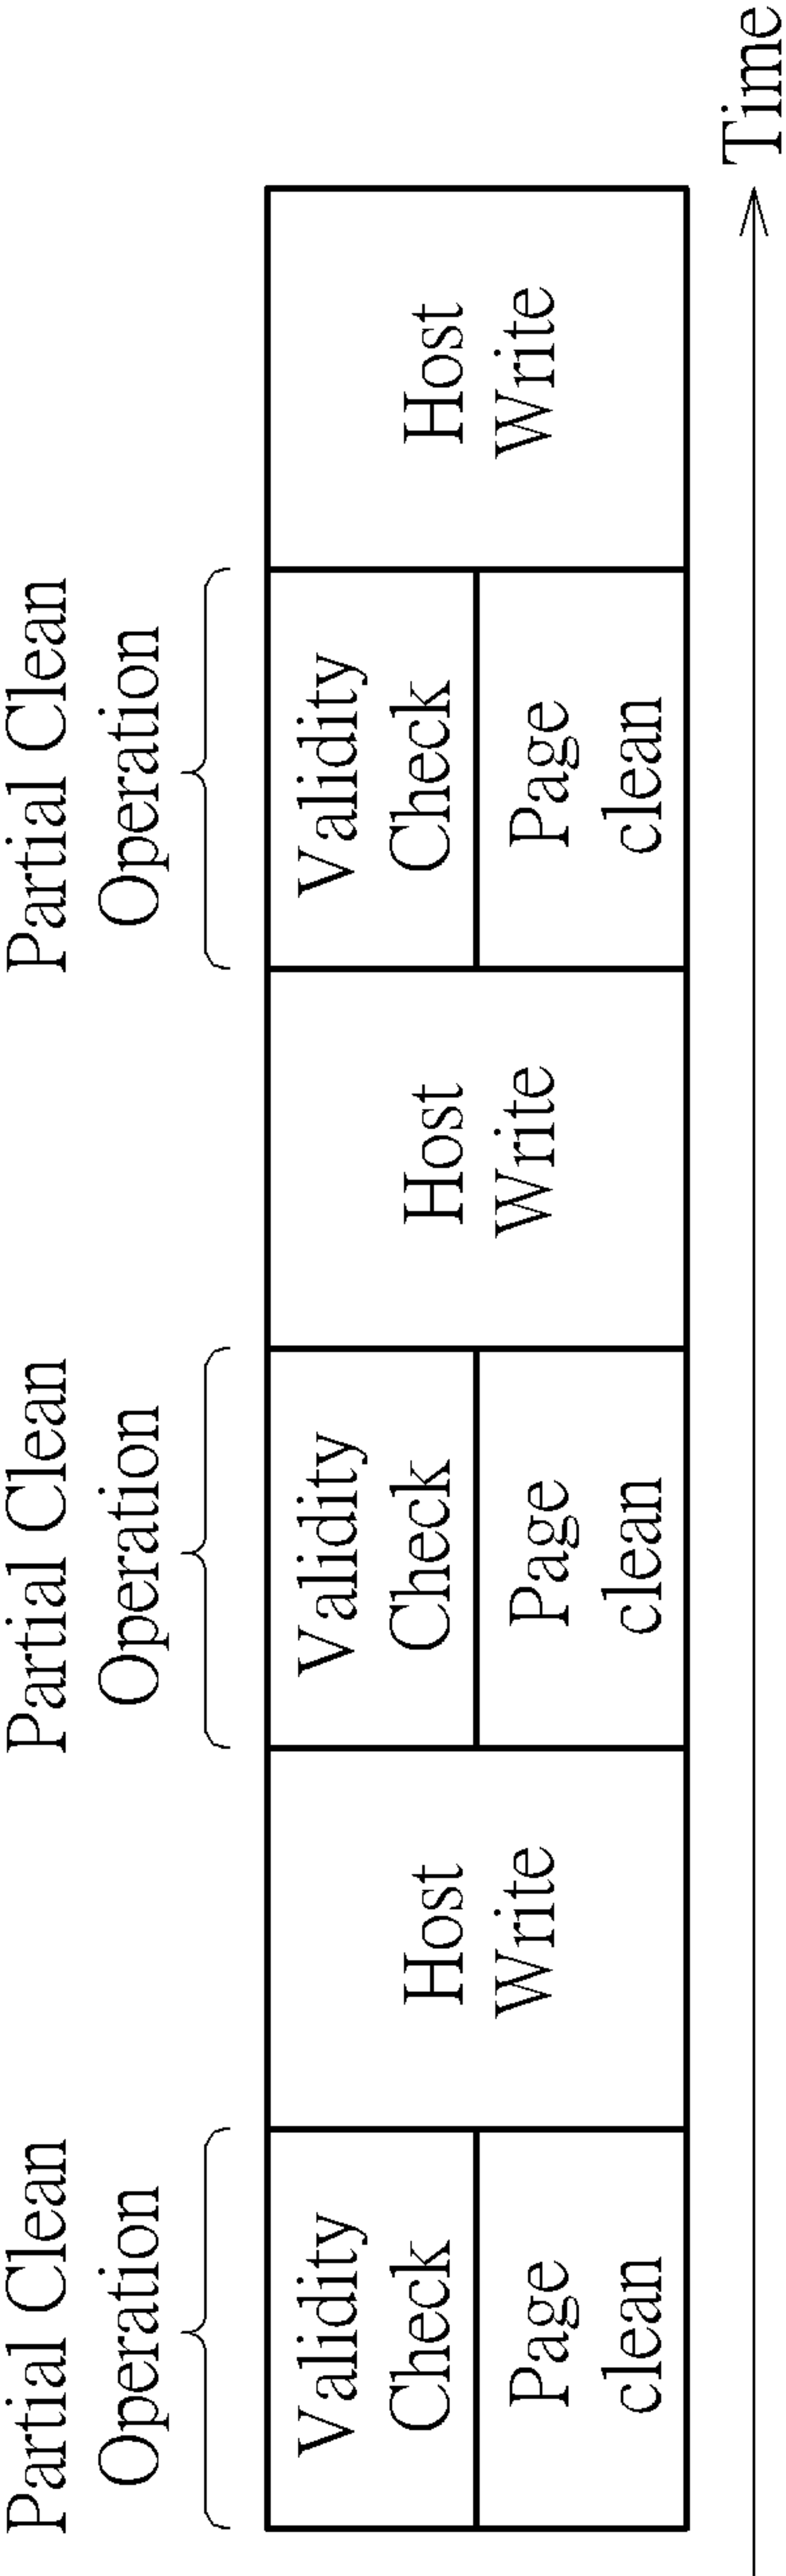 Partial Clean
Operation
Partial Clean
Operation
Partial Clean
Operation
Validity
Check
Page
clean
Host
Write
Validity
Check
Page
clean
Host
Write
Validity
Check
Page
clean
Host
Write
Time